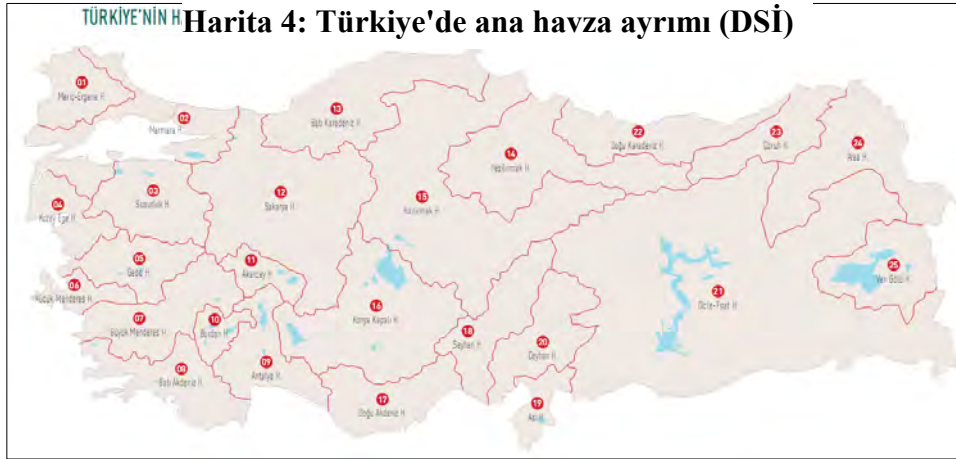 TÜRKİYE'NİN H
Harita 4: Türkiye'de ana havza ayrımı (DSİ)
01
Meriç-Ergene H.
02
Marmara H.
13
Batı Karadeniz H.
22
Doğu Karadeniz H.
23
Çoruh H.
24
Aras H.
14
Yeşilırmak H.
03
Susurluk H.
12
Sakarya H.
15
Kızılırmak H.
04
Kuzey Ege H.
05
Gediz H.
11
Akarçay H.
25
Van Gölü H.
06
Küçük Menderes H.
21
Dicle-Fırat H.
16
Konya Kapalı H.
07
Büyük Menderes H.
10
Burdur H.
18
Seyhan H.
20
Ceyhan H.
09
Antalya H.
08
Batı Akdeniz H.
17
Doğu Akdeniz H.
19
Asi H.